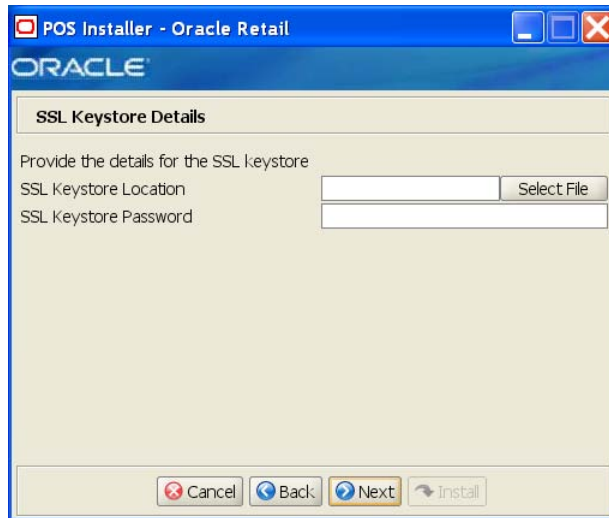 POS Installer - Oracle Retail
ORACLE
SSL Keystore Details
Provide the details for the SSL keystore
SSL Keystore Location
Select File
SSL Keystore Password
Cancel
Back
Next
Install